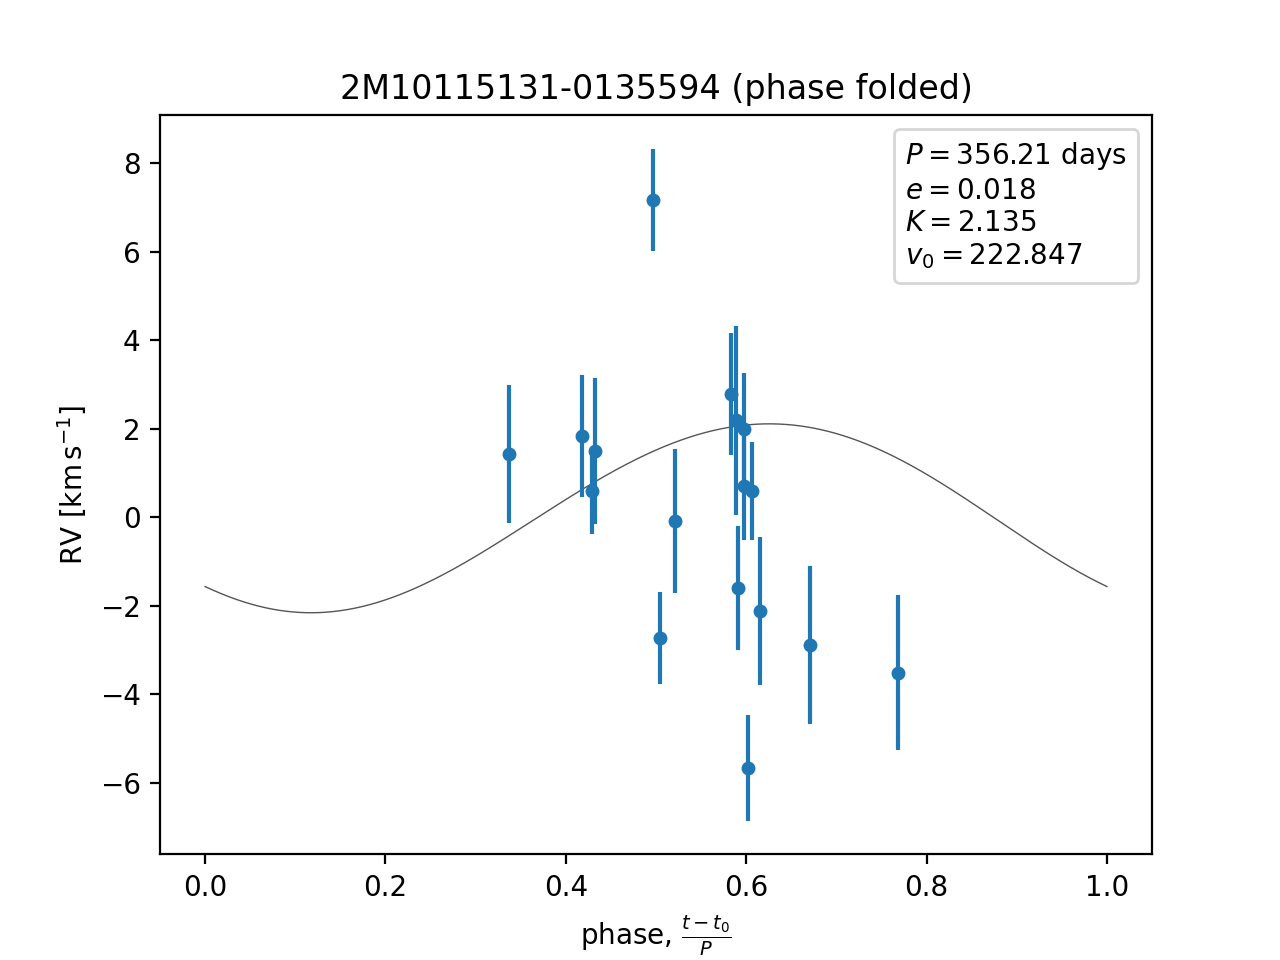 2M10115131-0135594 (phase folded)
P = 356.21 days
e = 0.018
K = 2.135
v₀ = 222.847
8
6
4
2
0
−2
−4
−6
RV [km s⁻¹]
0.0 0.2 0.4 0.6 0.8 1.0
phase, (t − t₀)/P